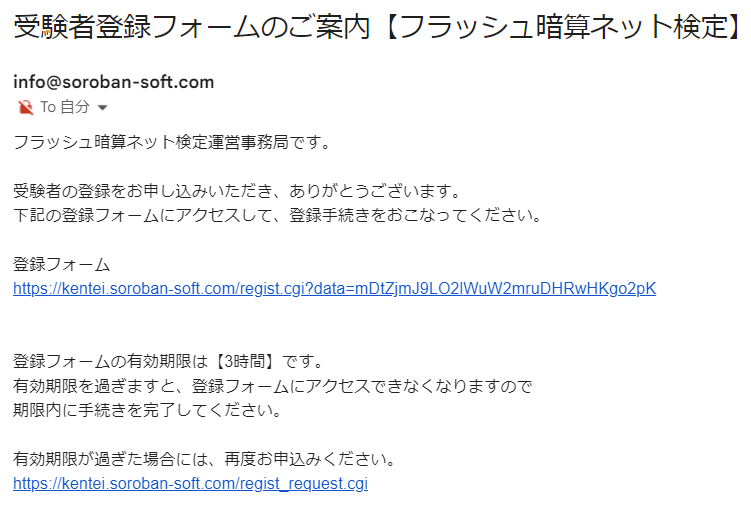 受験者登録フォームのご案内【フラッシュ暗算ネット検定】
info@soroban-soft.com
To 自分
フラッシュ暗算ネット検定運営事務局です。
受験者の登録をお申し込みいただき、ありがとうございます。
下記の登録フォームにアクセスして、登録手続きをおこなってください。
登録フォーム
https://kentei.soroban-soft.com/regist.cgi?data=mDtZjmJ9LO2lWuW2mruDHRwHKgo2pK
登録フォームの有効期限は【3時間】です。
有効期限を過ぎますと、登録フォームにアクセスできなくなりますので
期限内に手続きを完了してください。
有効期限が過ぎた場合には、再度お申込みください。
https://kentei.soroban-soft.com/regist_request.cgi